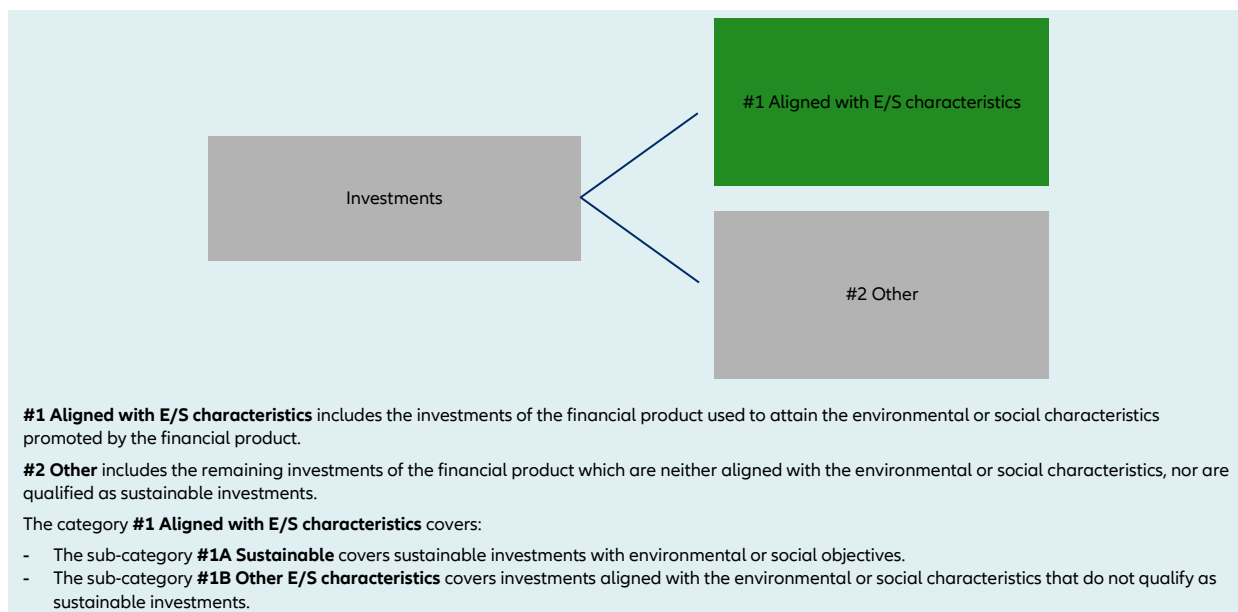 #1 Aligned with E/S characteristics
Investments
#2 Other
#1 Aligned with E/S characteristics includes the investments of the financial product used to attain the environmental or social characteristics
promoted by the financial product.
#2 Other includes the remaining investments of the financial product which are neither aligned with the environmental or social characteristics, nor are
qualified as sustainable investments.
The category #1 Aligned with E/S characteristics covers:
- The sub-category #1A Sustainable covers sustainable investments with environmental or social objectives.
- The sub-category #1B Other E/S characteristics covers investments aligned with the environmental or social characteristics that do not qualify as
sustainable investments.